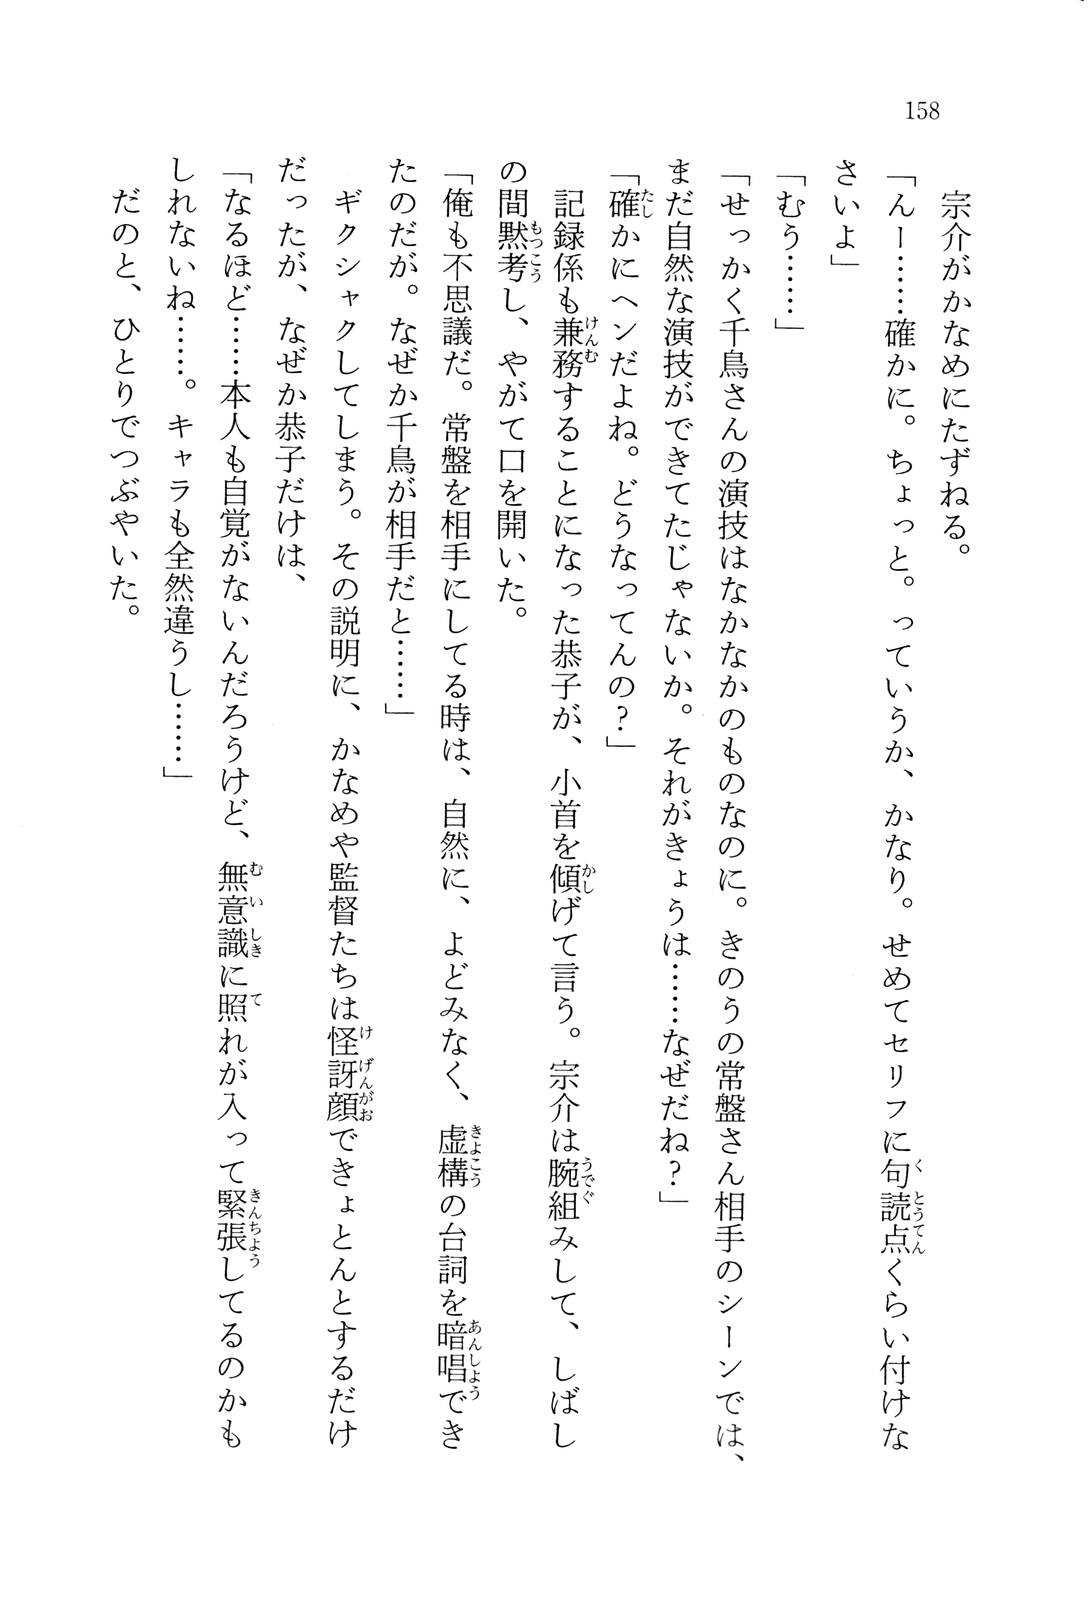 158
宗介がかなめにたずねる。
「んー……確かに。ちょっと。っていうか、かなり。せめてセリフに句読点くらい付けな
さいよ」
「むう……」
「せっかく千鳥さんの演技はなかなかのものなのに。きのうの常盤さん相手のシーンでは、
まだ自然な演技ができてたじゃないか。それがきょうは……なぜだね？」
「確かにヘンだよね。どうなってんの？」
記録係も兼務することになった恭子が、小首を傾げて言う。宗介は腕組みして、しばし
の間黙考し、やがて口を開いた。
「俺も不思議だ。常盤を相手にしてる時は、自然に、よどみなく、虚構の台詞を暗唱でき
たのだが。なぜか千鳥が相手だと……」
ギクシャクしてしまう。その説明に、かなめや監督たちは怪訝顔できょとんとするだけ
だったが、なぜか恭子だけは、
「なるほど……本人も自覚がないんだろうけど、無意識に照れが入って緊張してるのかも
しれないね……。キャラも全然違うし……」
だのと、ひとりでつぶやいた。